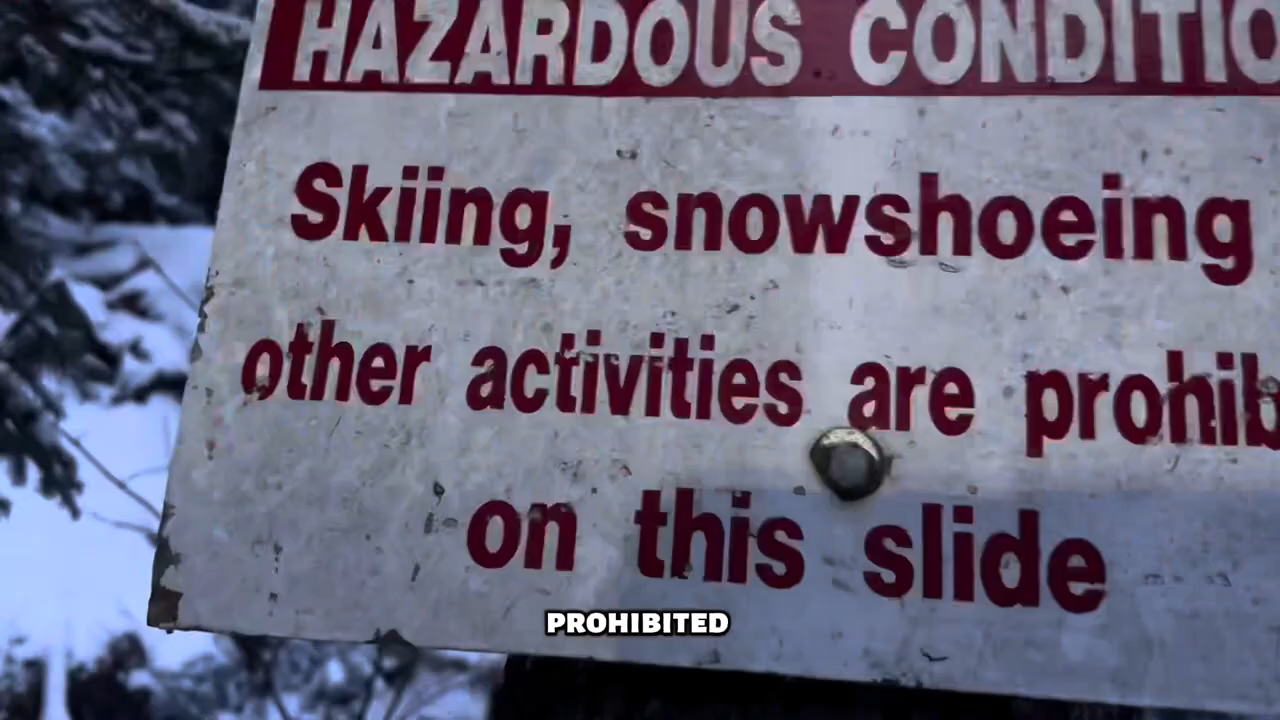 HAZARDOUS CONDITIO
Skiing, snowshoeing
other activities are prohib
on this slide
PROHIBITED